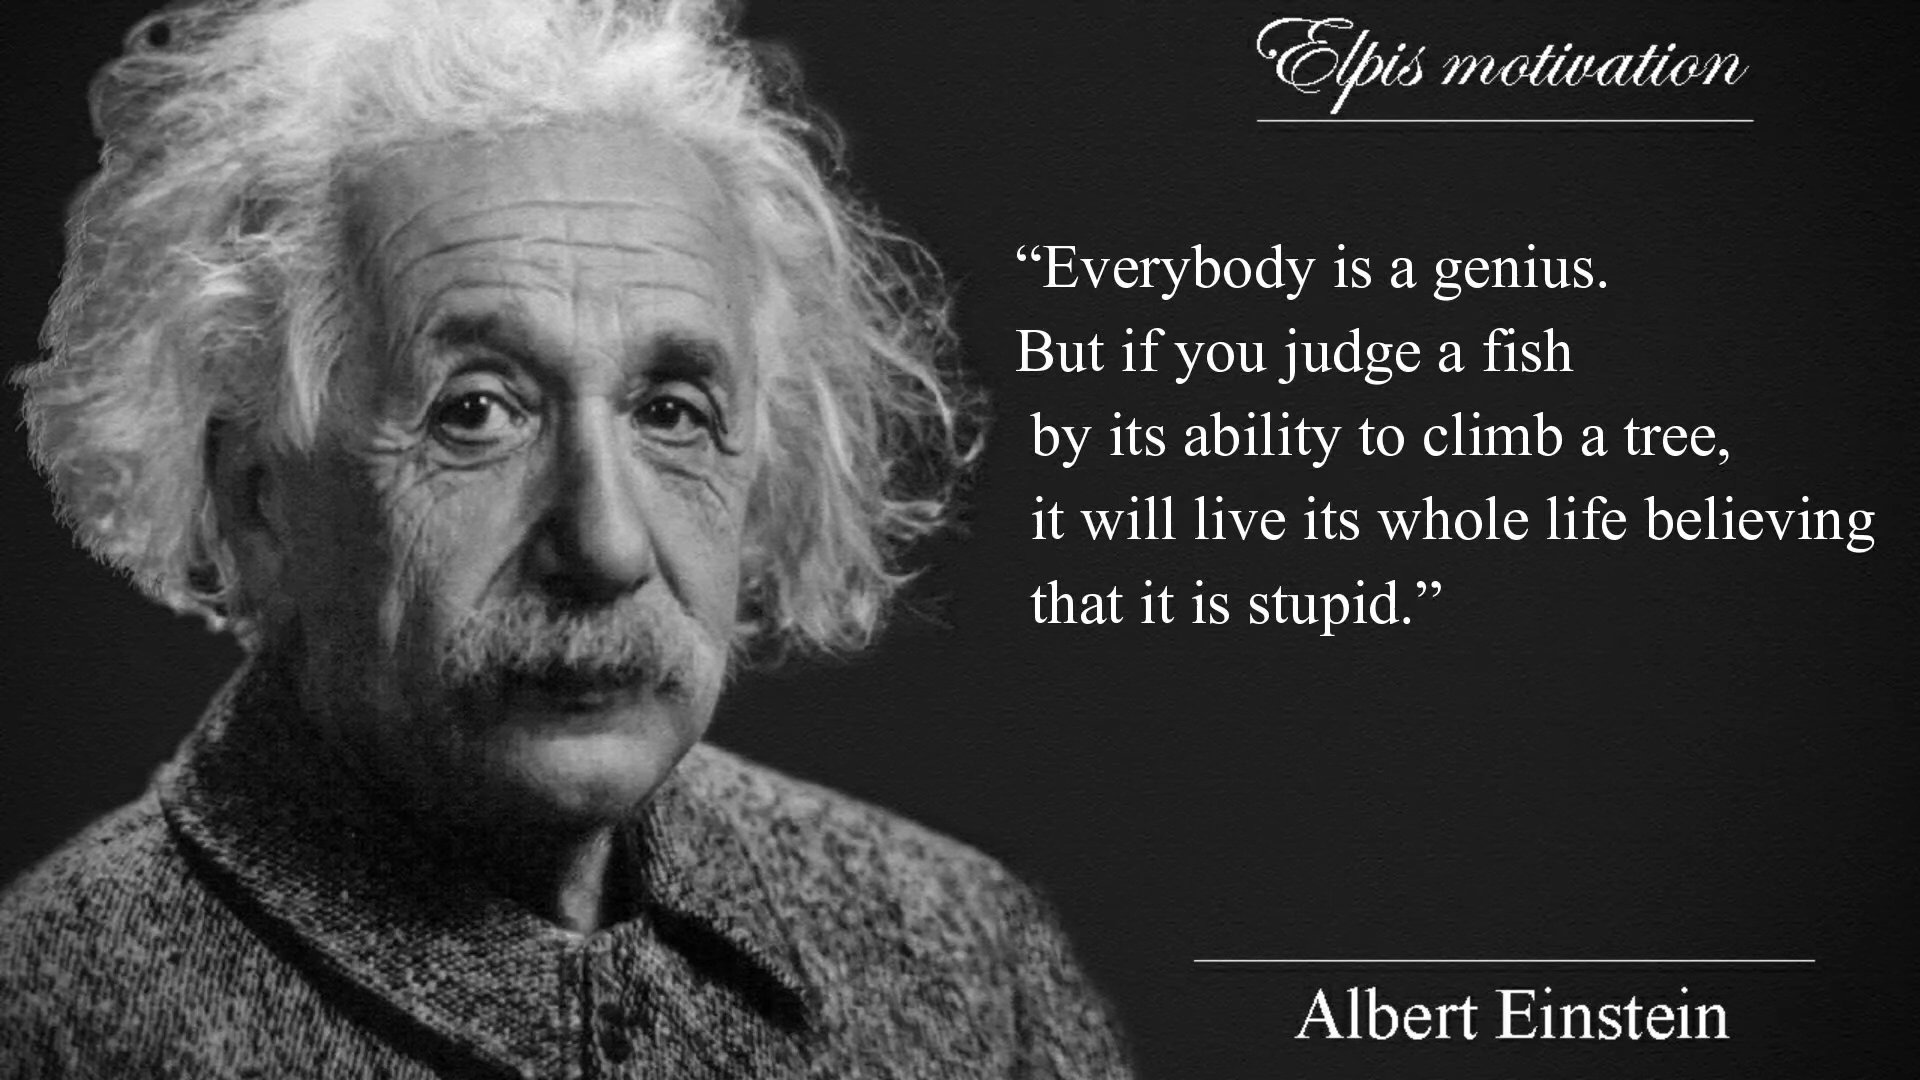 Elpis motivation
“Everybody is a genius.
But if you judge a fish
by its ability to climb a tree,
it will live its whole life believing
that it is stupid.”
Albert Einstein